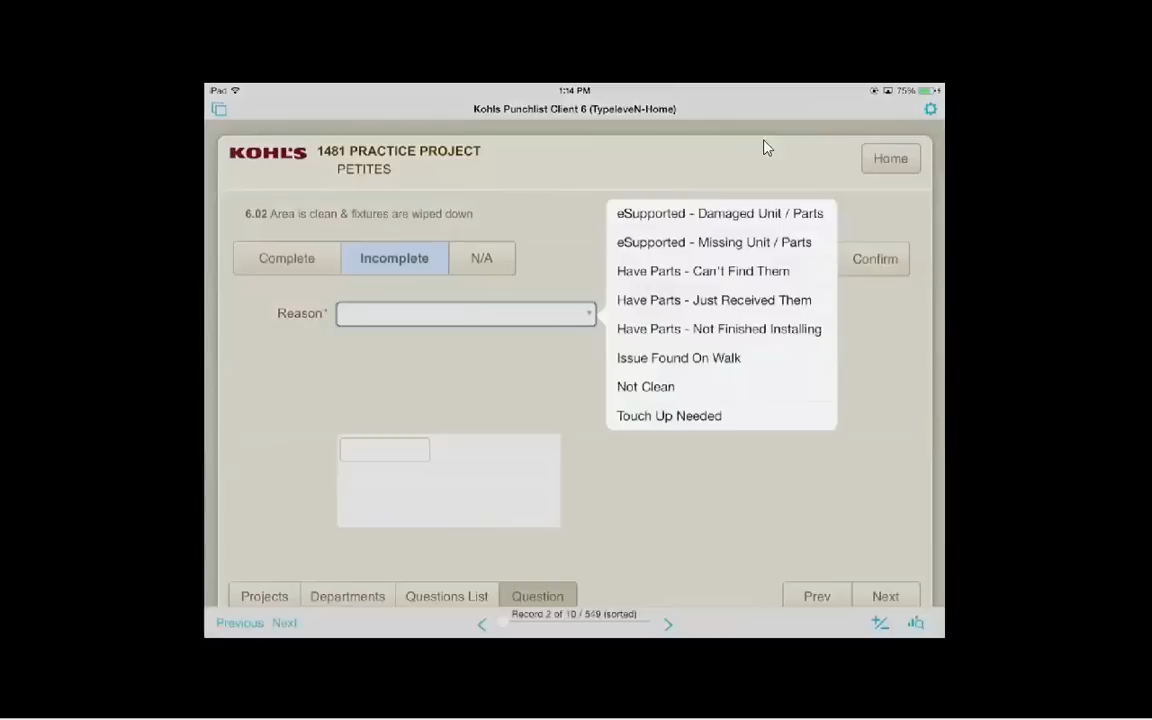 iPad
1:14 PM
75%
Kohls Punchlist Client 6 (TypeleveN-Home)
KOHL'S
1481 PRACTICE PROJECT
PETITES
Home
6.02 Area is clean & fixtures are wiped down
Complete
Incomplete
N/A
Confirm
Reason*
eSupported - Damaged Unit / Parts
eSupported - Missing Unit / Parts
Have Parts - Can't Find Them
Have Parts - Just Received Them
Have Parts - Not Finished Installing
Issue Found On Walk
Not Clean
Touch Up Needed
Projects
Departments
Questions List
Question
Prev
Next
Previous
Next
Record 2 of 10 / 549 (sorted)